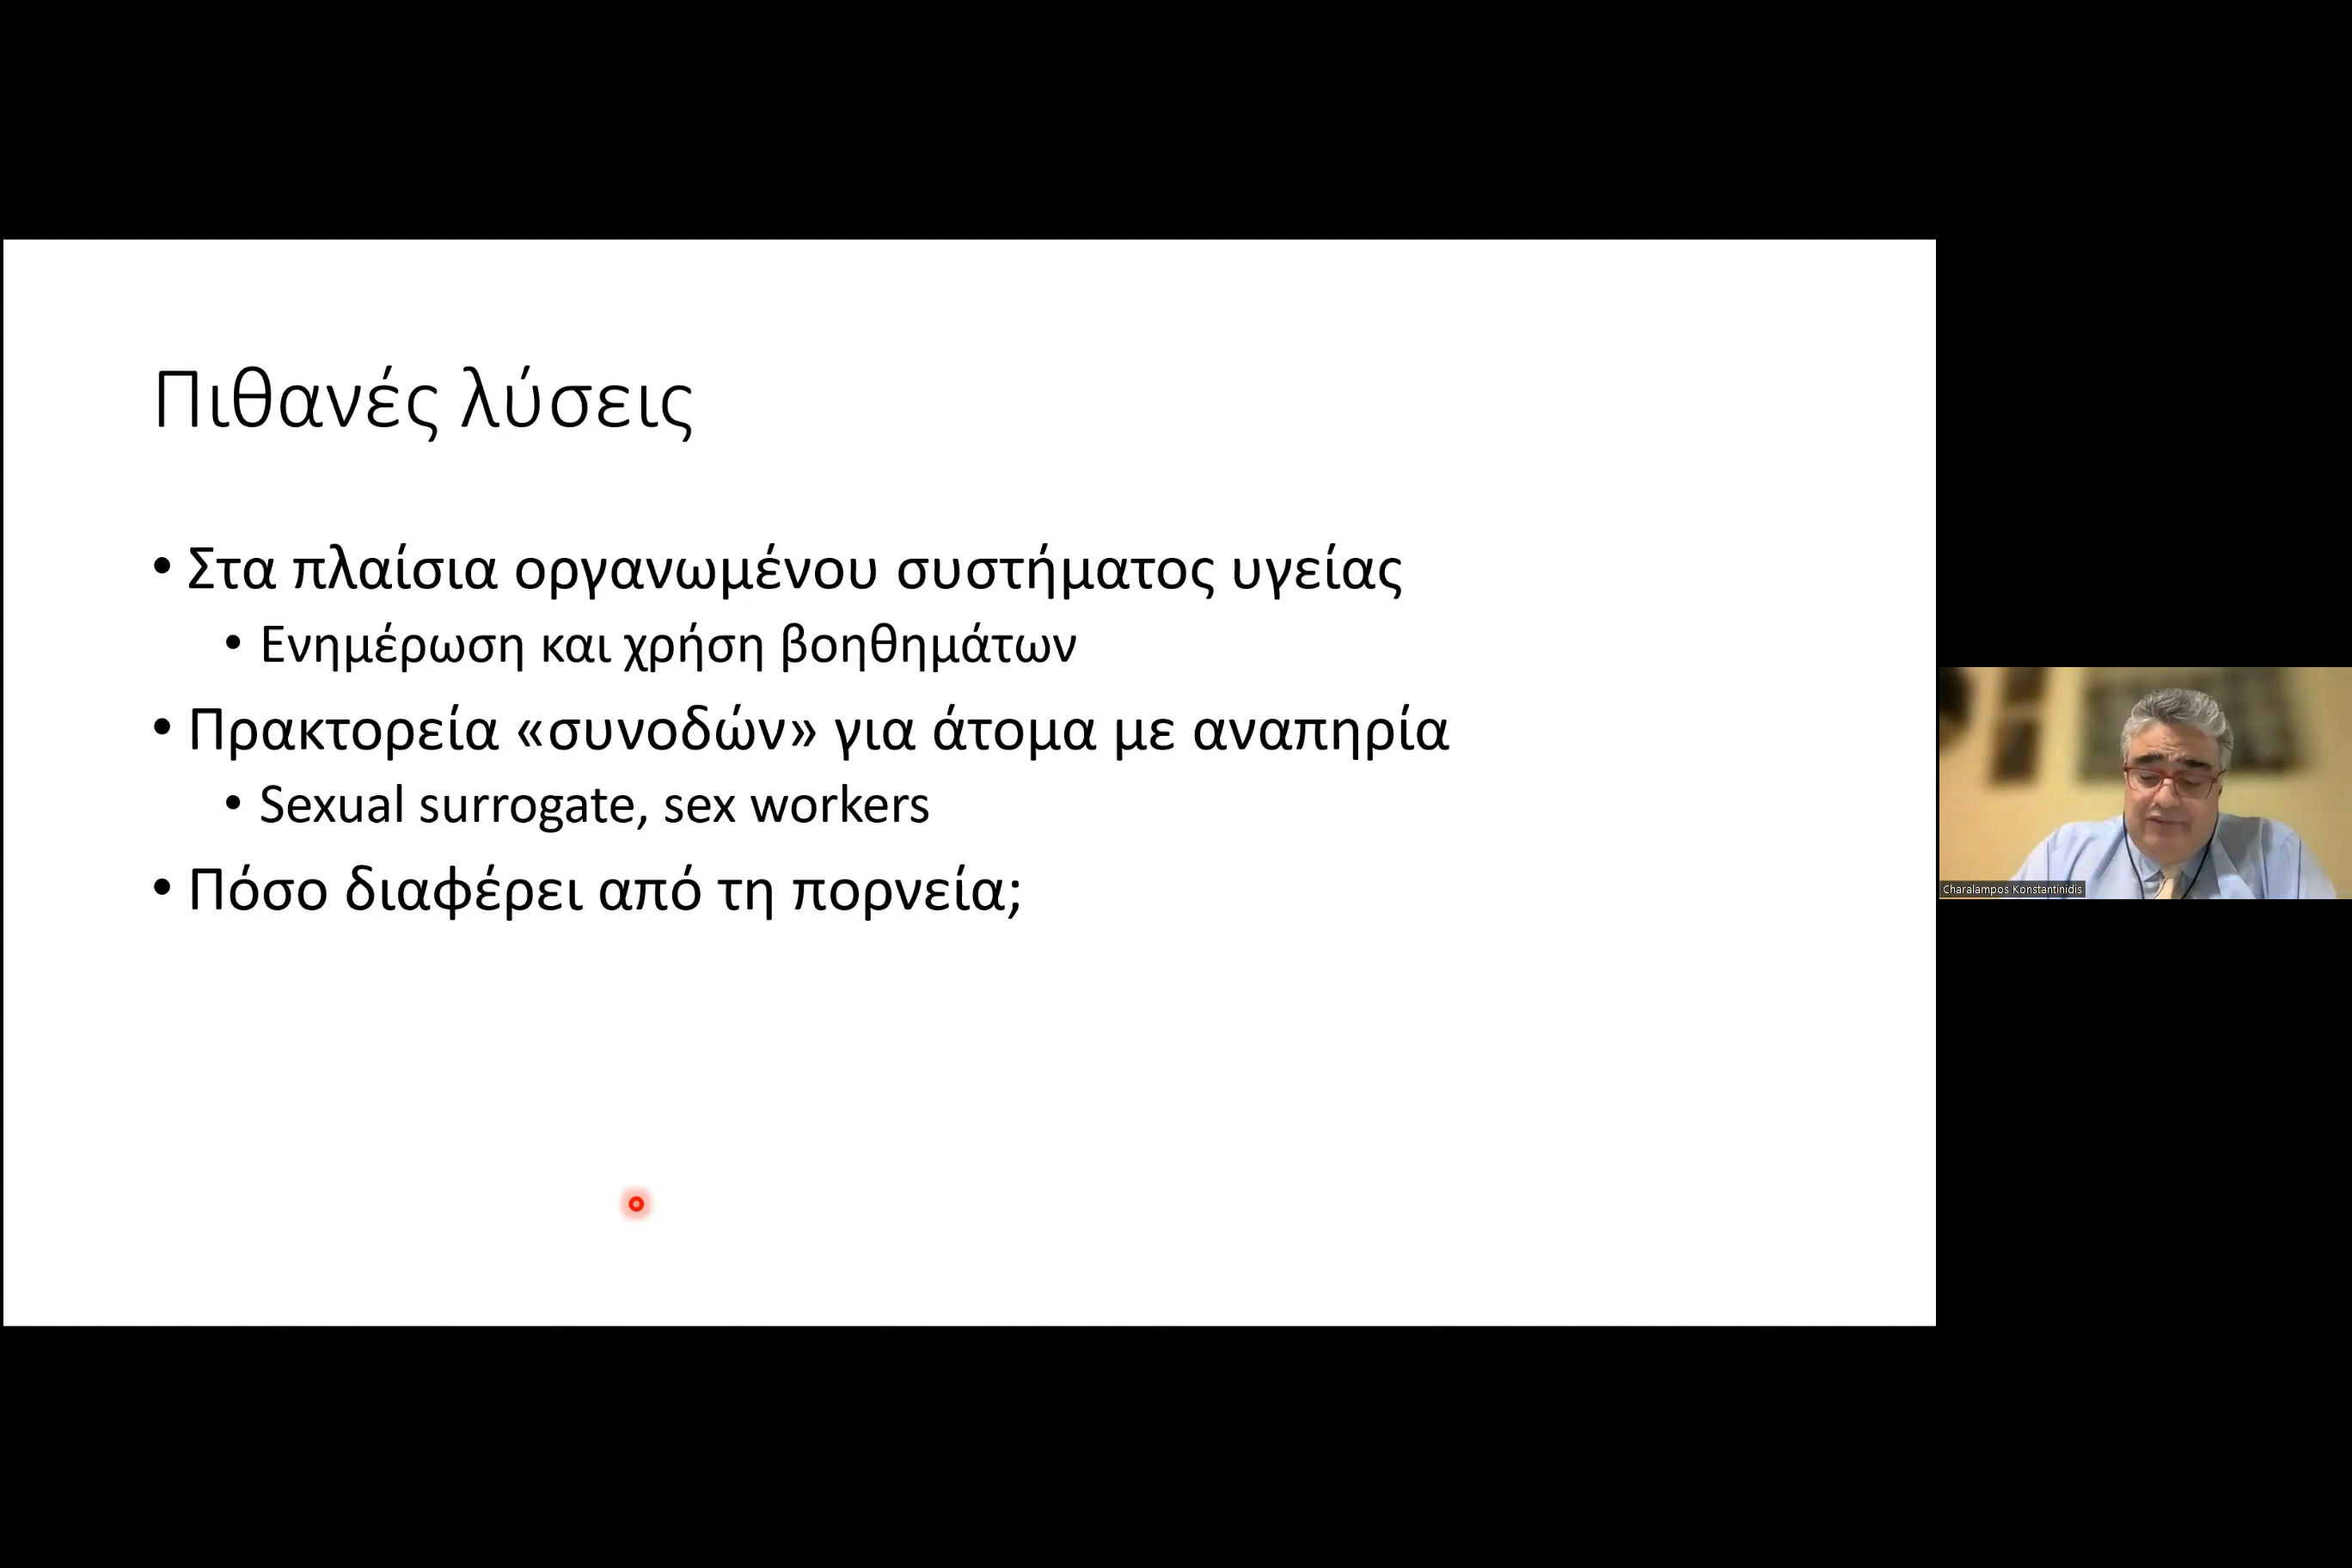 Πιθανές λύσεις
• Στα πλαίσια οργανωμένου συστήματος υγείας
• Ενημέρωση και χρήση βοηθημάτων
• Πρακτορεία «συνοδών» για άτομα με αναπηρία
• Sexual surrogate, sex workers
• Πόσο διαφέρει από τη πορνεία;
Charalampos Konstantinidis